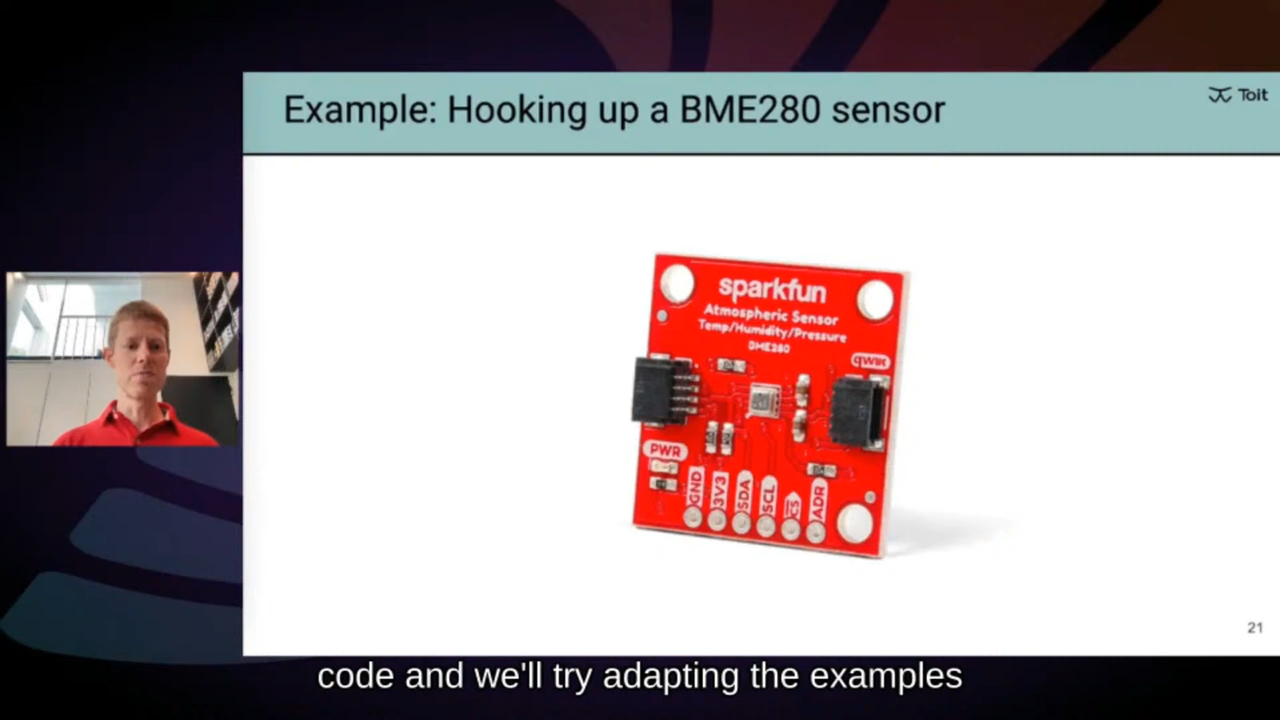 Example: Hooking up a BME280 sensor
Toit
sparkfun
Atmospheric Sensor
Temp/Humidity/Pressure
BME280
qwiic
PWR
GND
3V3
SDA
SCL
CS
ADR
21
code and we'll try adapting the examples